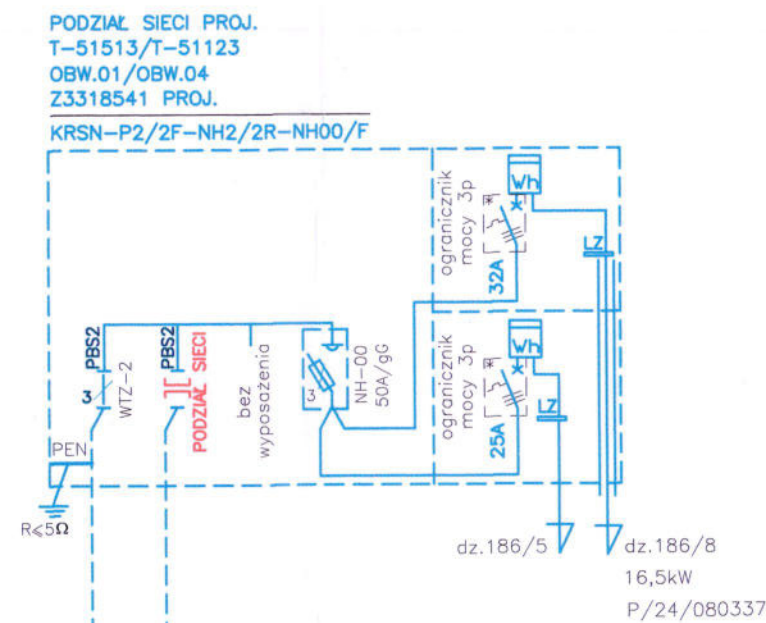 PODZIAŁ SIECI PROJ.
T-51513/T-51123
OBW.01/OBW.04
Z3318541 PROJ.
KRSN-P2/2F-NH2/2R-NH00/F
ogranicznik
mocy 3p
32A
Wh
LZ
PBS2
3
WTZ-2
PBS2
PODZIAŁ SIECI
bez
wyposażenia
3
NH-00
50A/gG
ogranicznik
mocy 3p
25A
Wh
LZ
PEN
R≤5Ω
dz.186/5
dz.186/8
16,5kW
P/24/080337